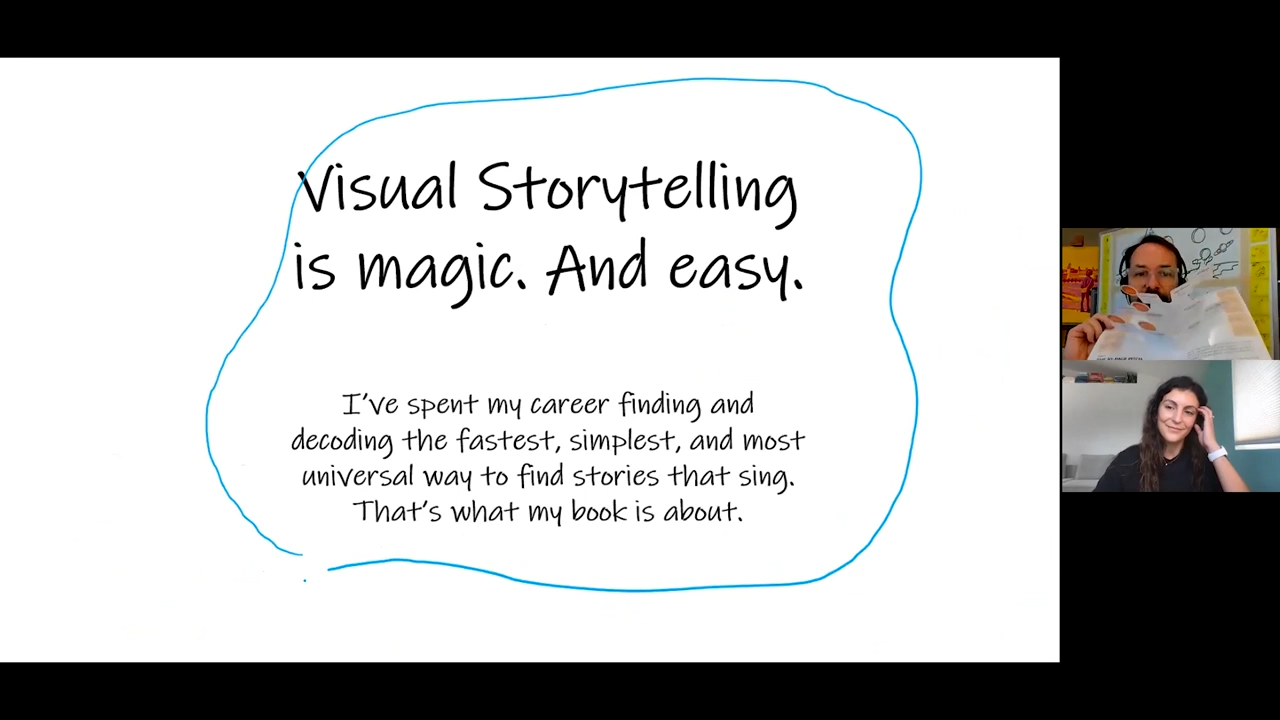 Visual Storytelling
is magic. And easy.
I've spent my career finding and
decoding the fastest, simplest, and most
universal way to find stories that sing.
That's what my book is about.